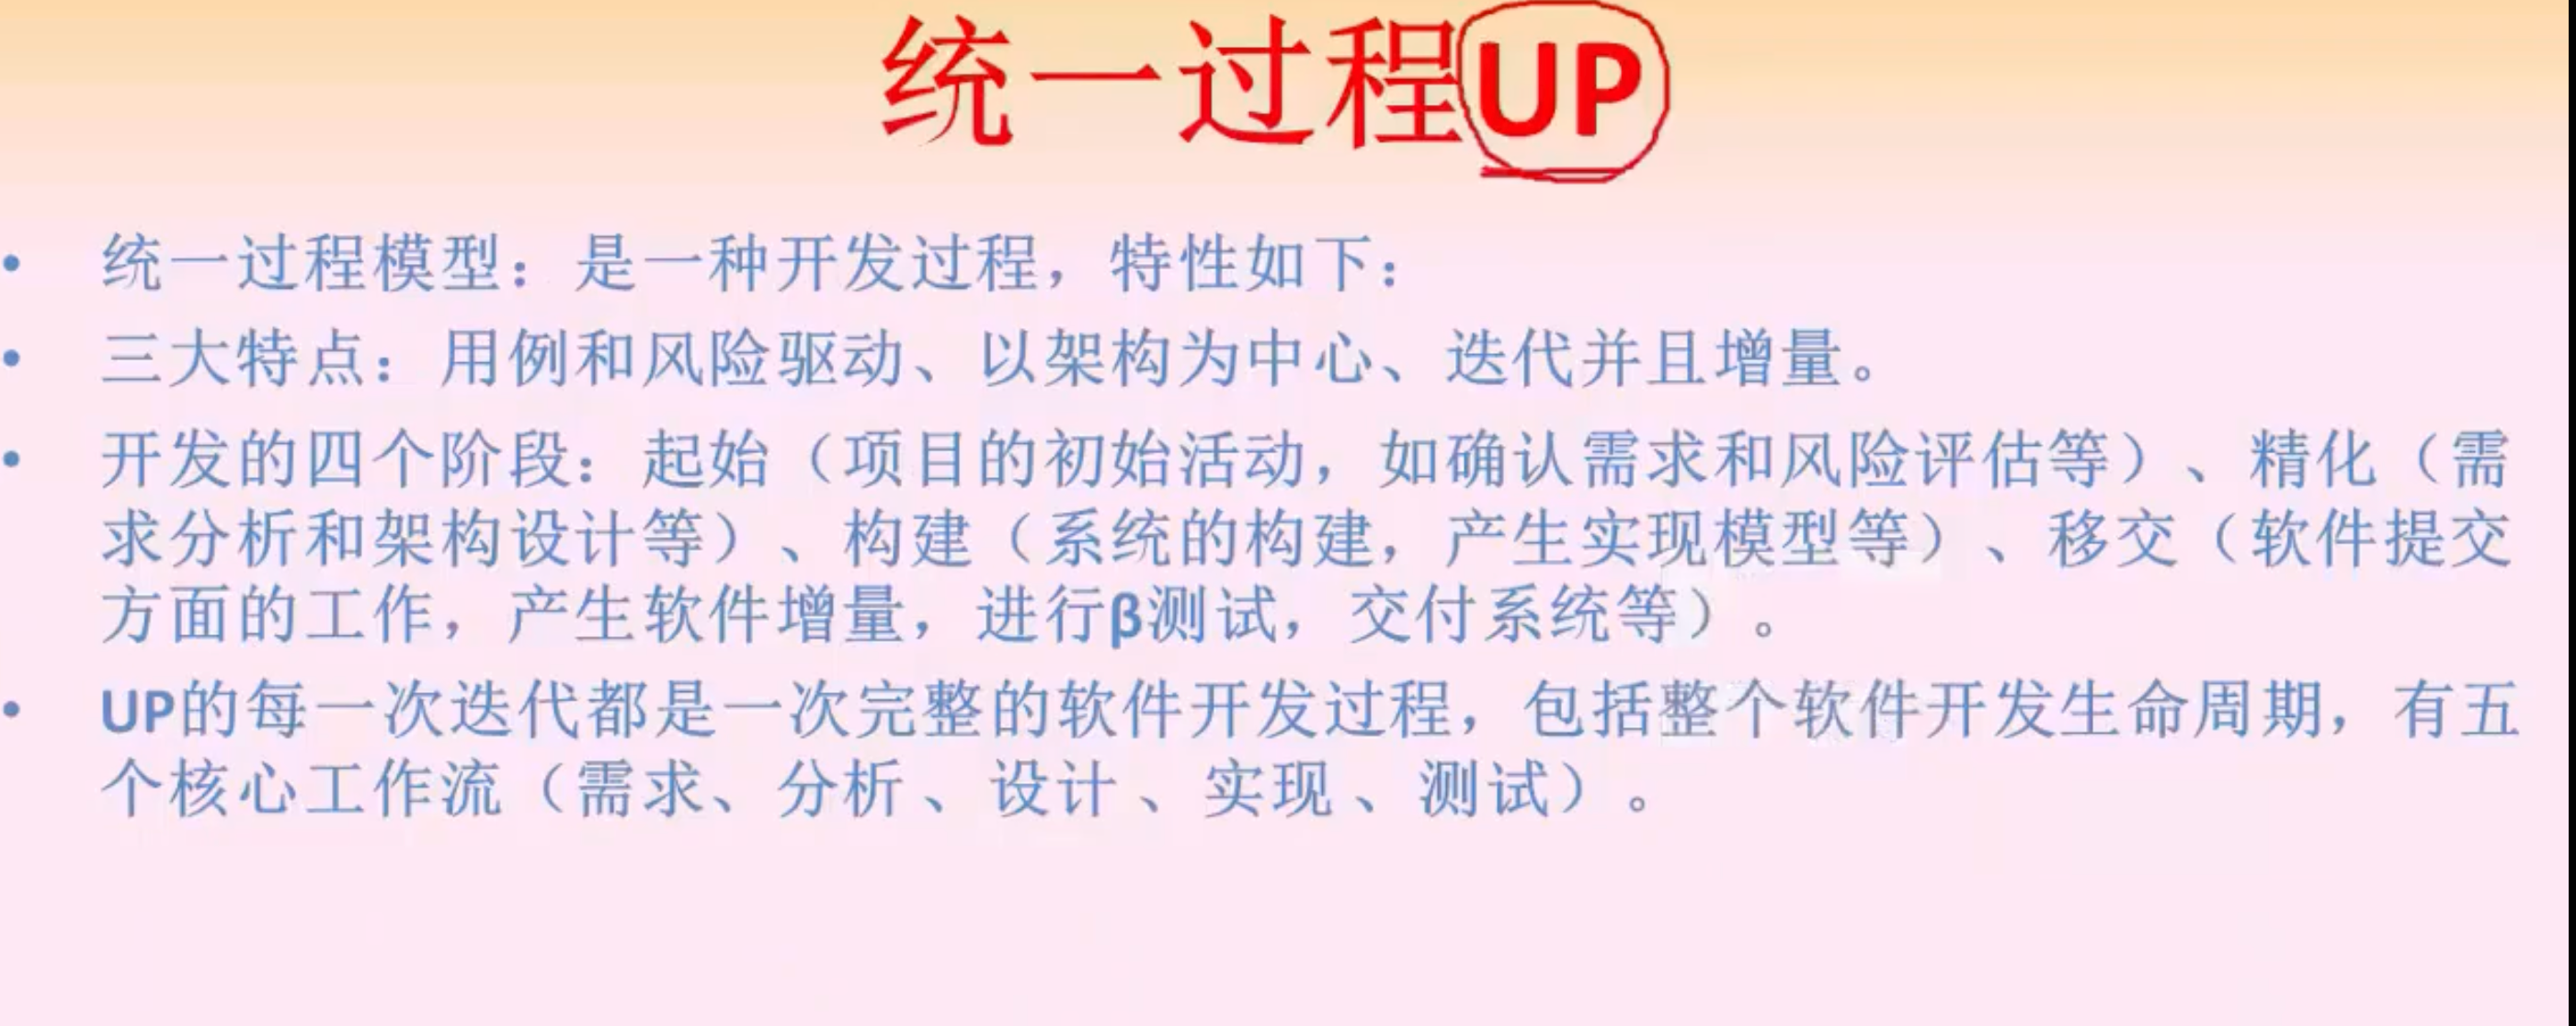 统一过程UP
• 统一过程模型：是一种开发过程，特性如下：
• 三大特点：用例和风险驱动、以架构为中心、迭代并且增量。
• 开发的四个阶段：起始（项目的初始活动，如确认需求和风险评估等）、精化（需
求分析和架构设计等）、构建（系统的构建，产生实现模型等）、移交（软件提交
方面的工作，产生软件增量，进行β测试，交付系统等）。
• UP的每一次迭代都是一次完整的软件开发过程，包括整个软件开发生命周期，有五
个核心工作流（需求、分析、设计、实现、测试）。